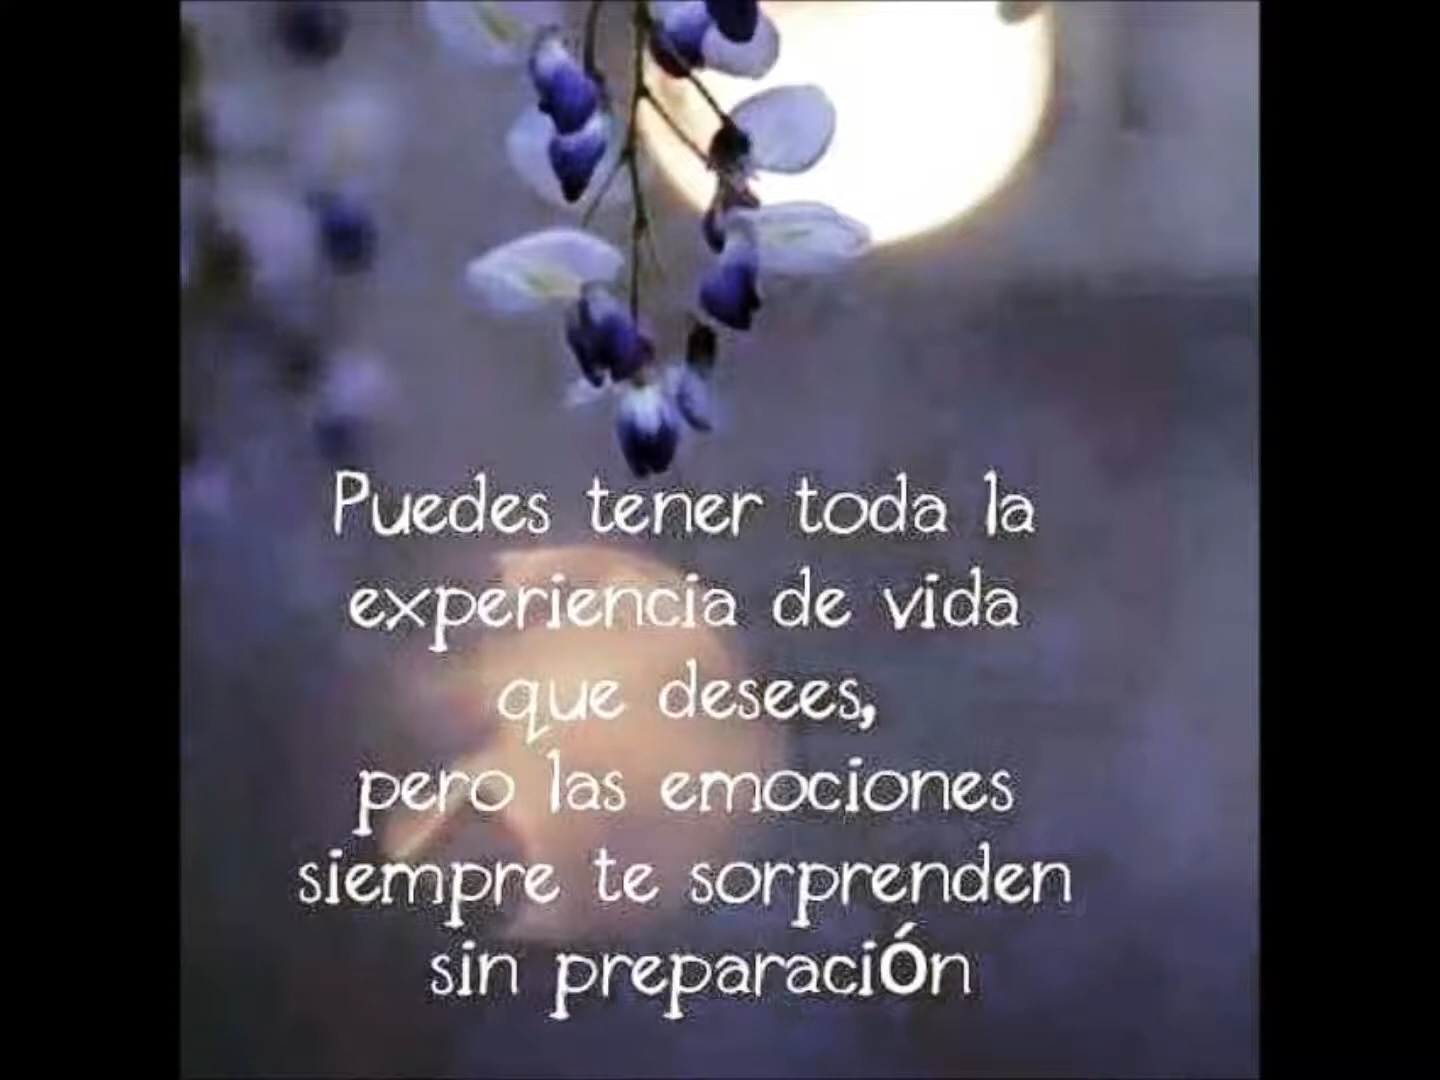 Puedes tener toda la
experiencia de vida
que desees,
pero las emociones
siempre te sorprenden
sin preparación